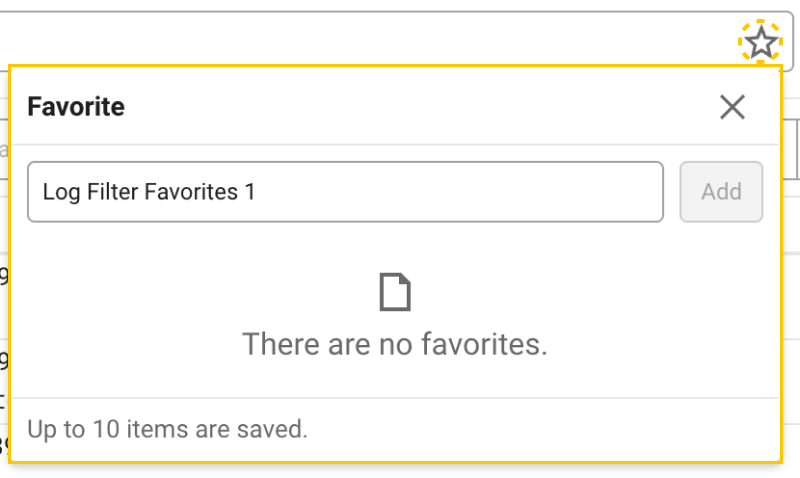 Favorite
Log Filter Favorites 1
Add
There are no favorites.
Up to 10 items are saved.